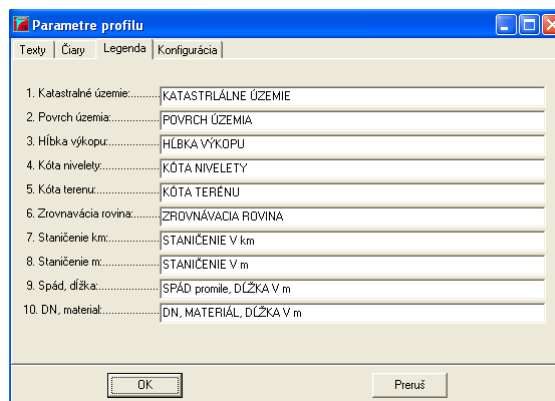 Parametre profilu
Texty Čiary Legenda Konfigurácia
1. Katastralné územie: KATASTRLÁLNE ÚZEMIE
2. Povrch územia: POVRCH ÚZEMIA
3. Hĺbka výkopu: HĹBKA VÝKOPU
4. Kóta nivelety: KÓTA NIVELETY
5. Kóta terenu: KÓTA TERÉNU
6. Zrovnavácia rovina: ZROVNÁVACIA ROVINA
7. Staničenie km: STANIČENIE V km
8. Staničenie m: STANIČENIE V m
9. Spád, dĺžka: SPÁD promile, DĹŽKA V m
10. DN, material: DN, MATERIÁL, DĹŽKA V m
OK Preruš